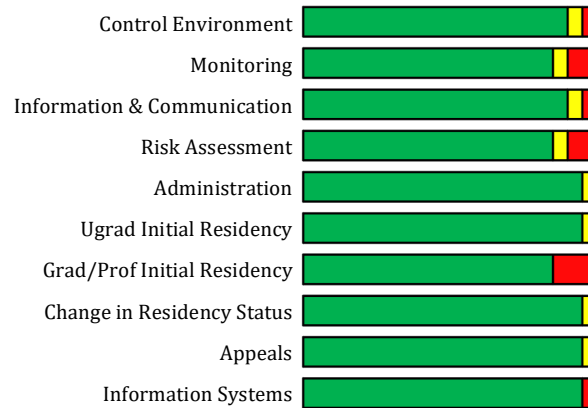 Control Environment
Monitoring
Information & Communication
Risk Assessment
Administration
Ugrad Initial Residency
Grad/Prof Initial Residency
Change in Residency Status
Appeals
Information Systems